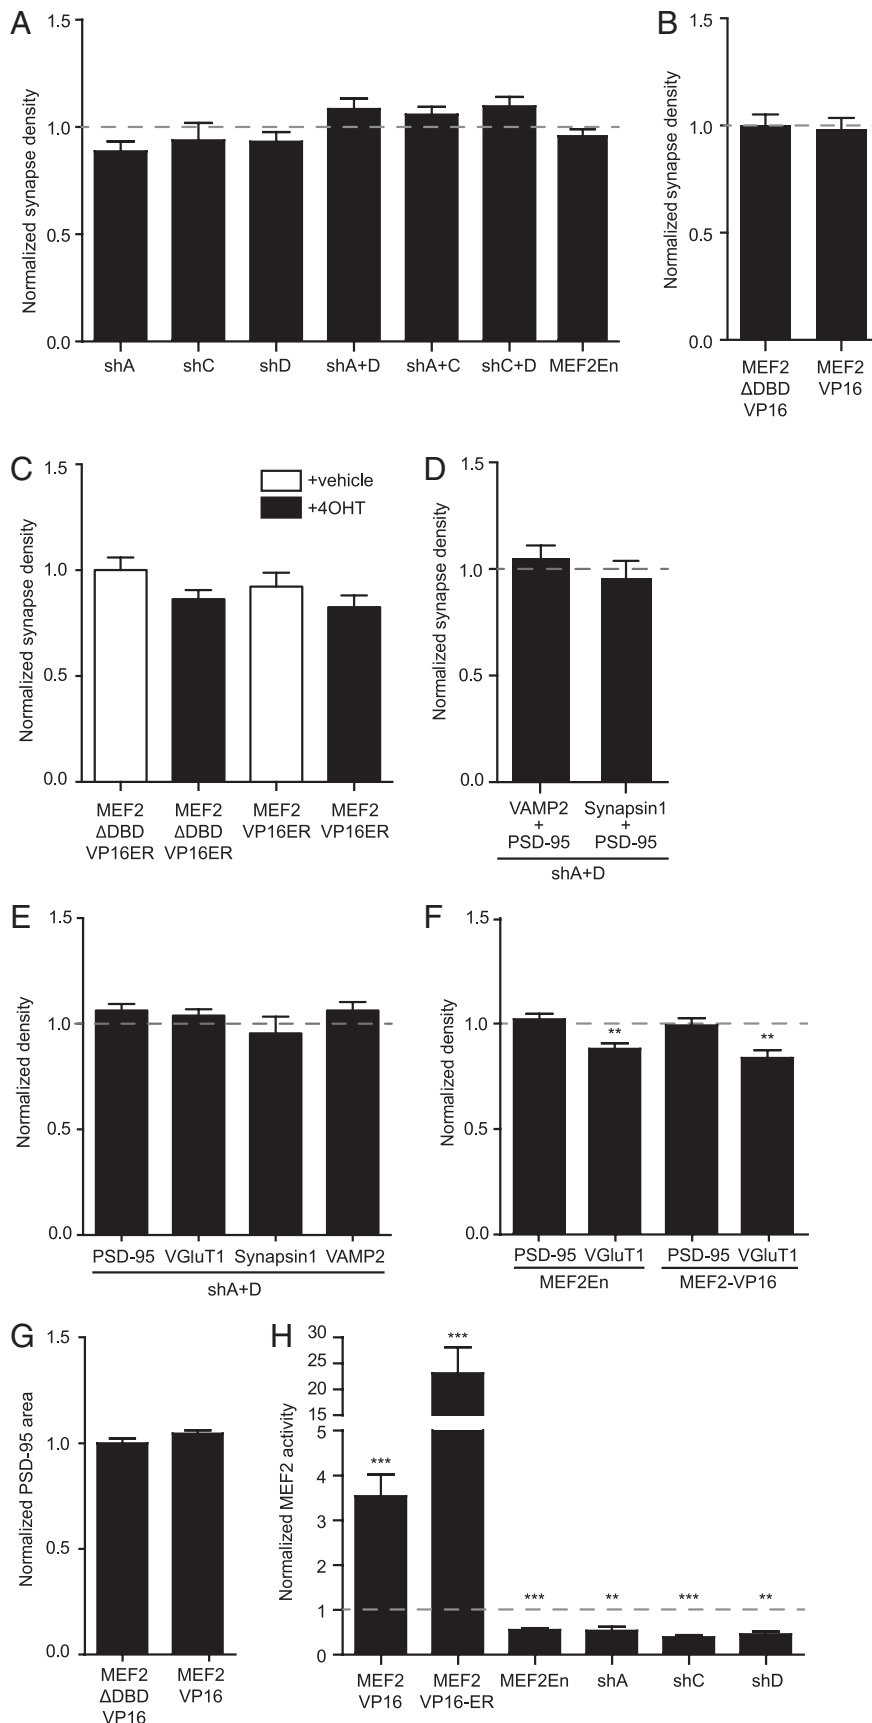 A
Normalized synapse density
1.5
1.0
0.5
0.0
shA shC shD shA+D shA+C shC+D MEF2En
B
Normalized synapse density
1.5
1.0
0.5
0.0
MEF2 MEF2
ΔDBD VP16
VP16
C
Normalized synapse density
1.5
1.0
0.5
0.0
+vehicle
+4OHT
MEF2 MEF2 MEF2 MEF2
ΔDBD ΔDBD VP16ER VP16ER
VP16ER VP16ER
D
Normalized synapse density
1.5
1.0
0.5
0.0
VAMP2 Synapsin1
+ +
PSD-95 PSD-95
shA+D
E
Normalized density
1.5
1.0
0.5
0.0
PSD-95 VGluT1 Synapsin1 VAMP2
shA+D
F
Normalized density
1.5
1.0
0.5
0.0
** **
PSD-95 VGluT1 PSD-95 VGluT1
MEF2En MEF2-VP16
G
Normalized PSD-95 area
1.5
1.0
0.5
0.0
MEF2 MEF2
ΔDBD VP16
VP16
H
Normalized MEF2 activity
30
25
20
15
5
4
3
2
1
0
*** *** *** ** *** **
MEF2 MEF2 MEF2En shA shC shD
VP16 VP16-ER